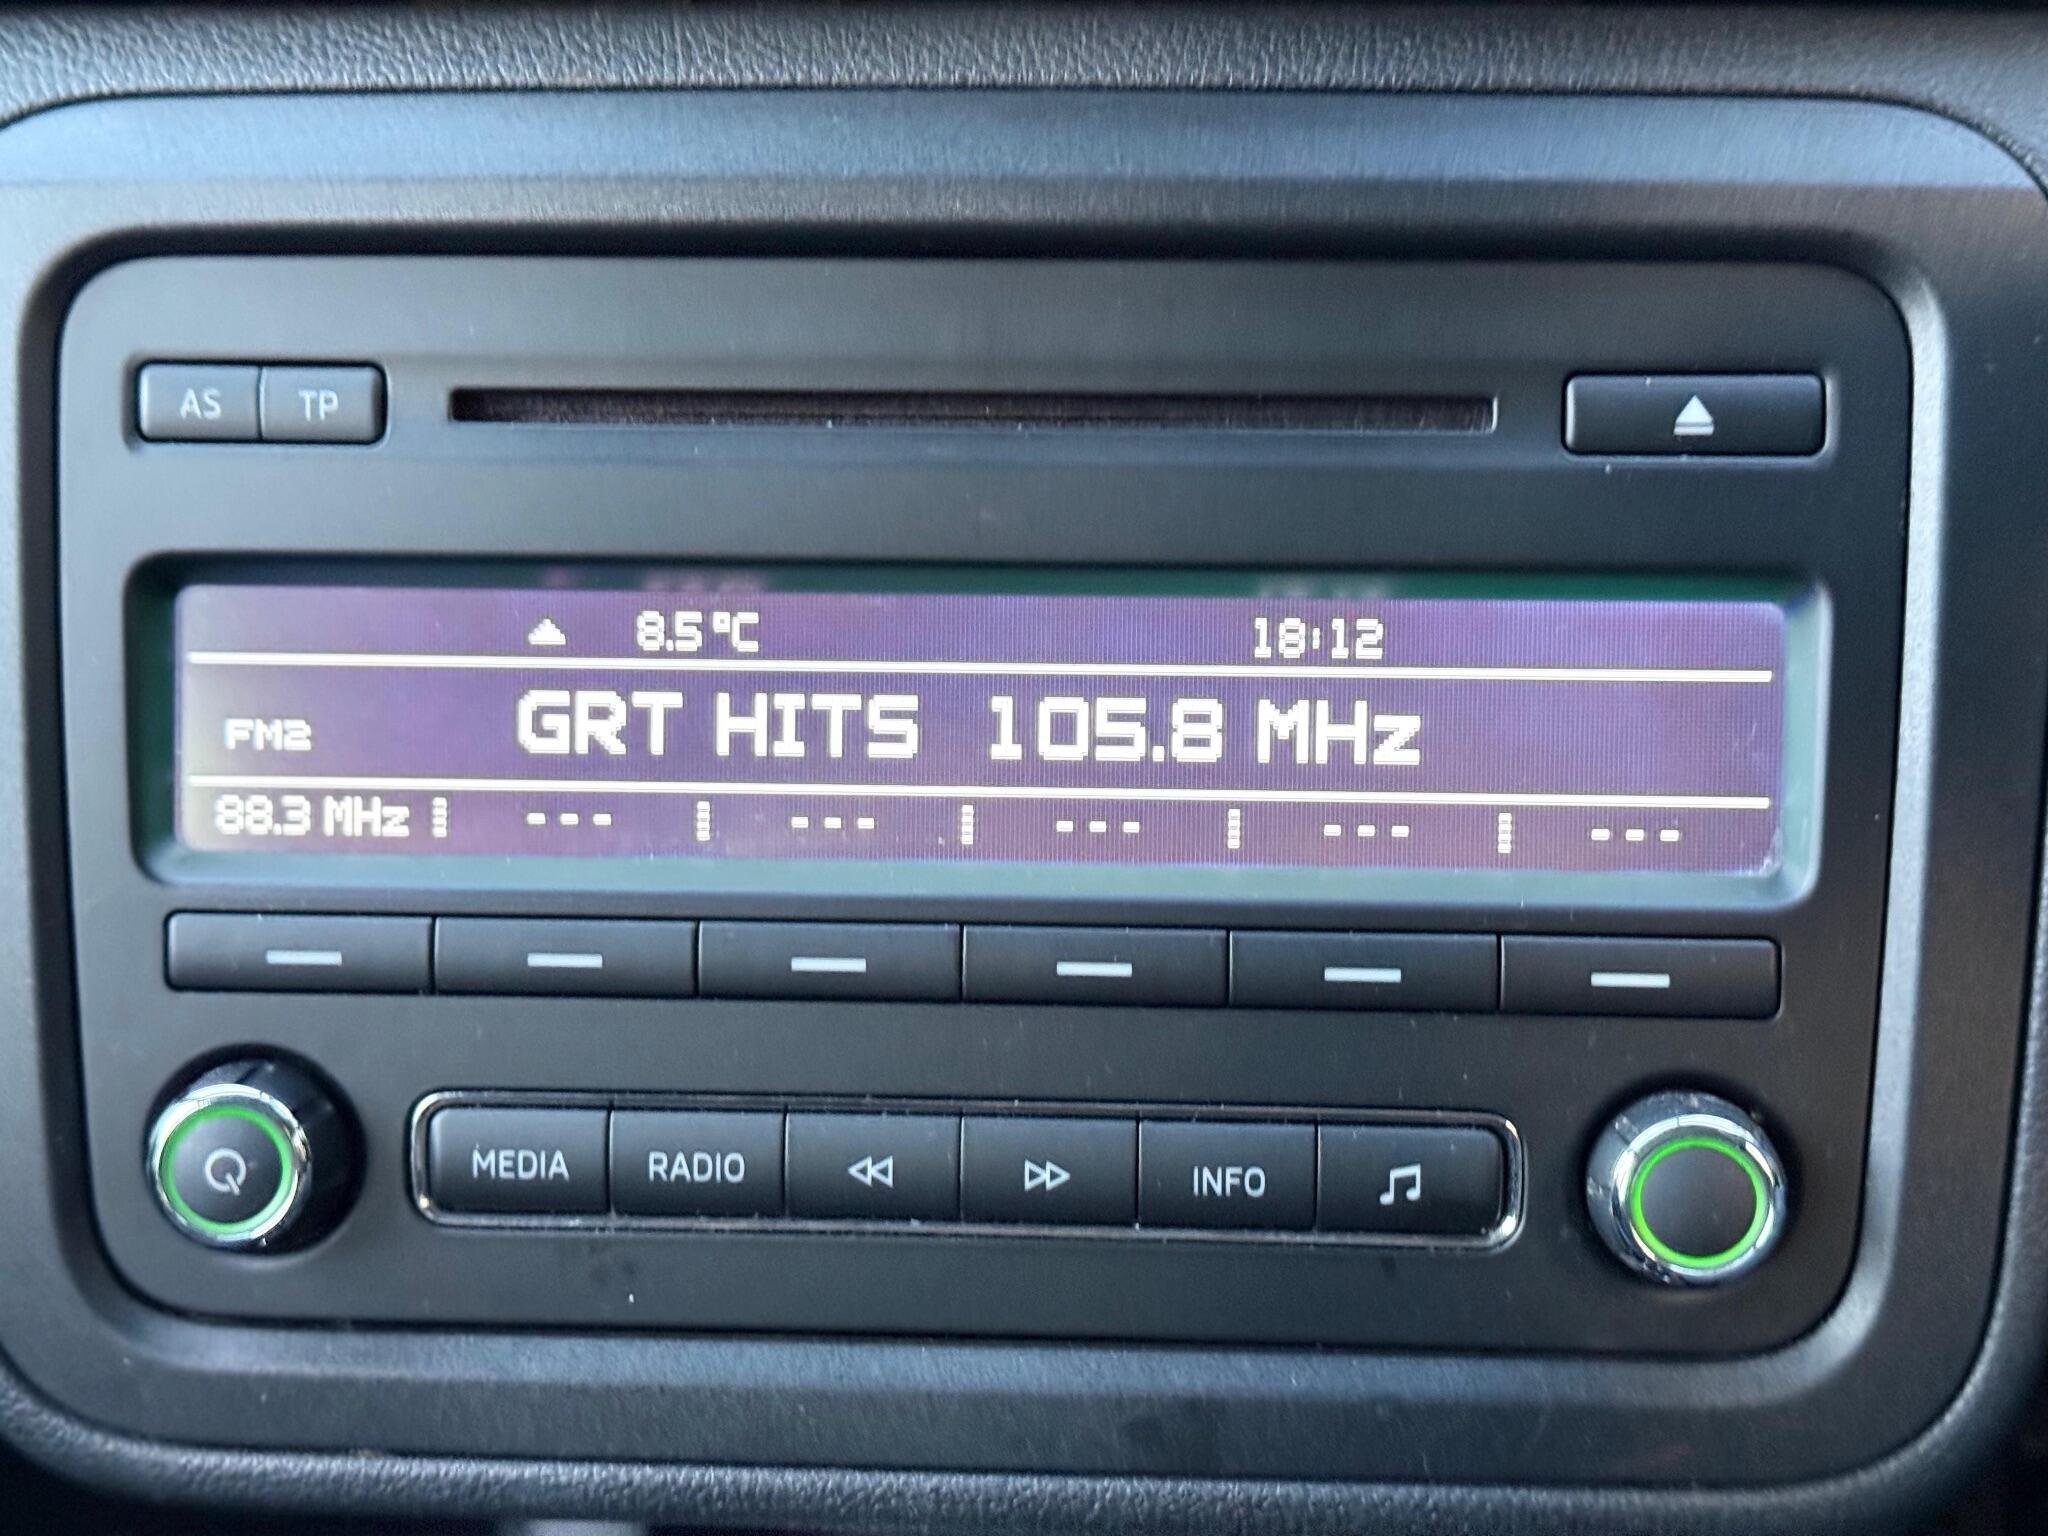 AS TP
8.5°C 18:12
FM2 GRT HITS 105.8 MHz
88.3 MHz --- --- --- --- ---
MEDIA RADIO INFO